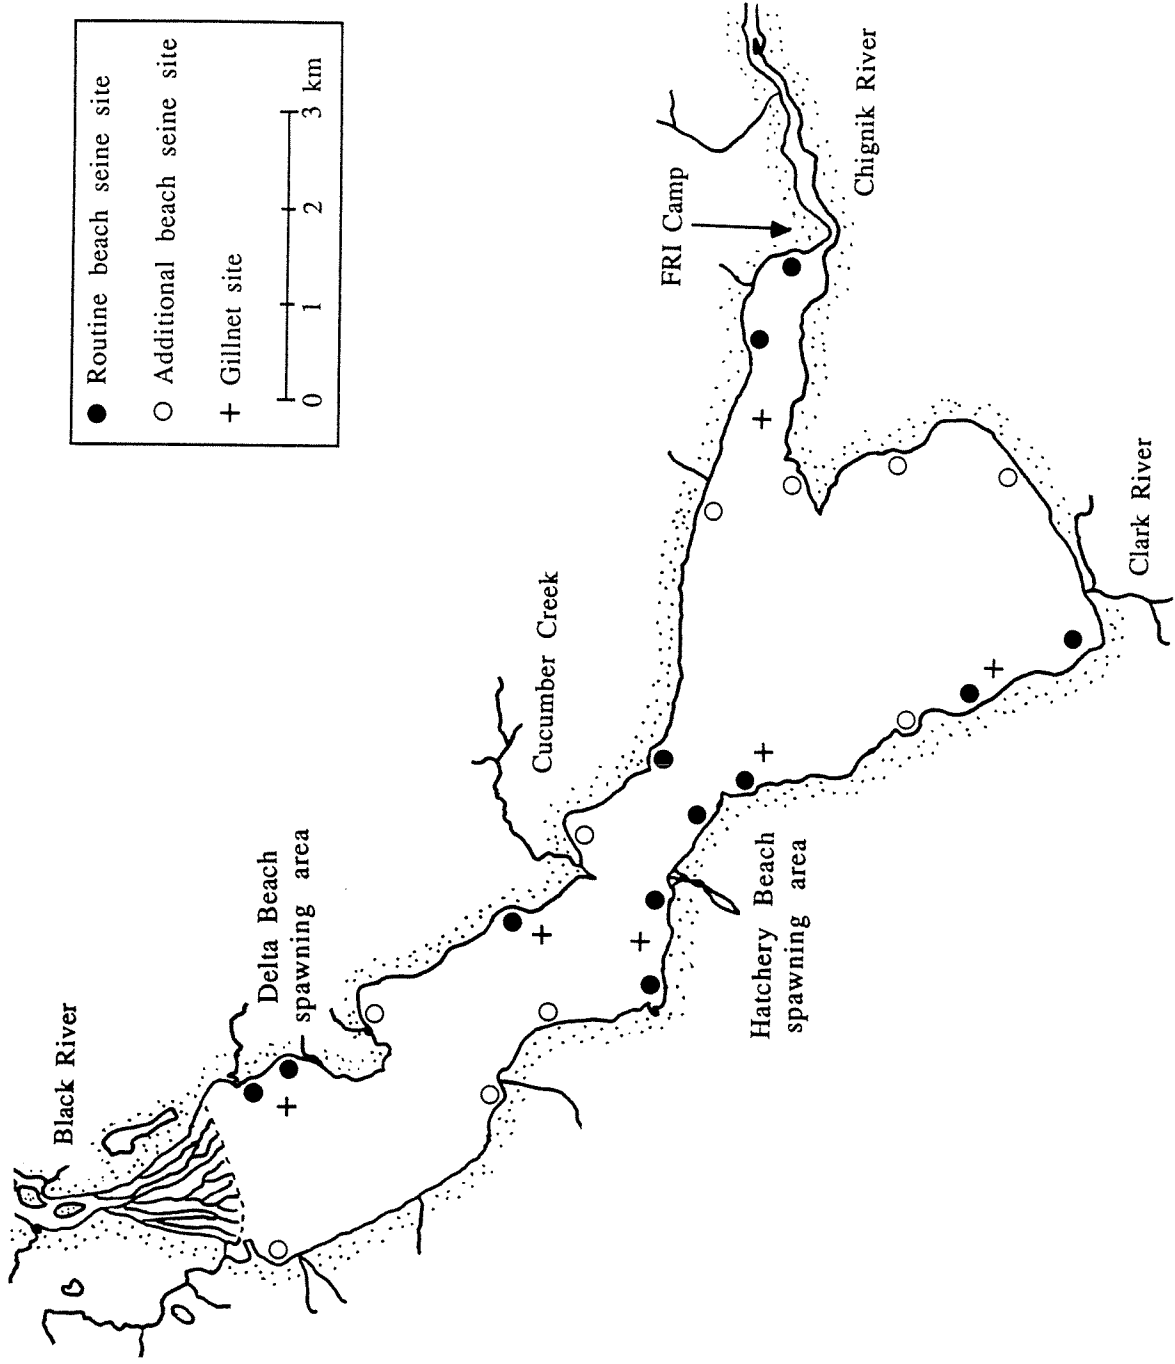 Routine beach seine site
Additional beach seine site
Gillnet site
0 1 2 3 km
Black River
Delta Beach
spawning area
Cucumber Creek
FRI Camp
Chignik River
Hatchery Beach
spawning area
Clark River